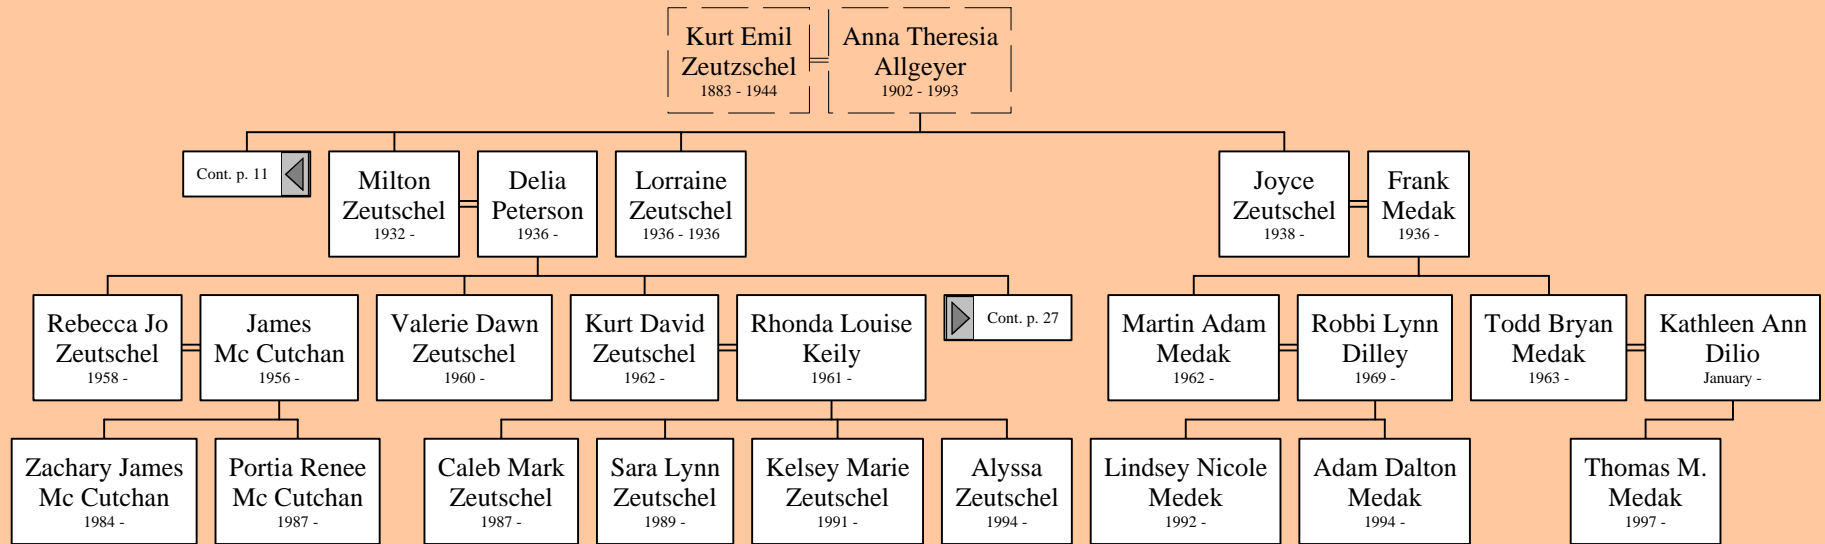 Kurt Emil
Zeutzschel
1883 - 1944
Anna Theresia
Allgeyer
1902 - 1993
Cont. p. 11
Milton
Zeutschel
1932 -
Delia
Peterson
1936 -
Lorraine
Zeutschel
1936 - 1936
Joyce
Zeutschel
1938 -
Frank
Medak
1936 -
Rebecca Jo
Zeutschel
1958 -
James
Mc Cutchan
1956 -
Valerie Dawn
Zeutschel
1960 -
Kurt David
Zeutschel
1962 -
Rhonda Louise
Keily
1961 -
Cont. p. 27
Martin Adam
Medak
1962 -
Robbi Lynn
Dilley
1969 -
Todd Bryan
Medak
1963 -
Kathleen Ann
Dilio
January -
Zachary James
Mc Cutchan
1984 -
Portia Renee
Mc Cutchan
1987 -
Caleb Mark
Zeutschel
1987 -
Sara Lynn
Zeutschel
1989 -
Kelsey Marie
Zeutschel
1991 -
Alyssa
Zeutschel
1994 -
Lindsey Nicole
Medek
1992 -
Adam Dalton
Medak
1994 -
Thomas M.
Medak
1997 -